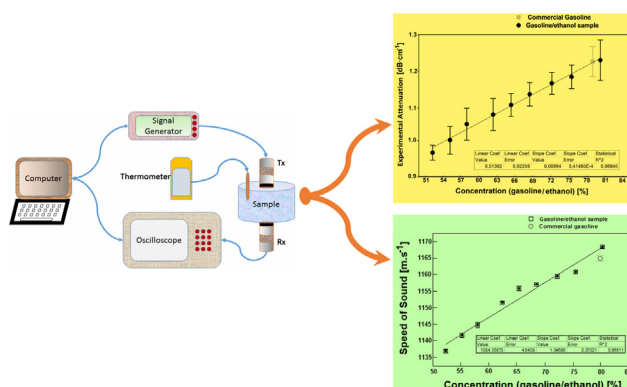 Signal
Generator
Tx
Thermometer
Computer
Sample
Oscilloscope
Rx
Commercial Gasoline
Gasoline/ethanol sample
Experimental Attenuation [dB·cm⁻¹]
1.3
1.2
1.1
1.0
0.9
51 54 57 60 63 66 69 72 75 78 81 84
Linear Coef. Linear Coef. Slope Coef. Slope Coef. Statistical
Value Error Value Error R^2
Concentration (gasoline/ethanol) [%]
Gasoline/ethanol sample
Commercial gasoline
Speed of Sound [m.s⁻¹]
1170
1165
1160
1155
1150
1145
1140
1135
50 55 60 65 70 75 80
Linear Coef. Linear Coef. Slope Coef. Slope Coef. Statistical
Value Error Value Error R^2
Concentration (gasoline/ethanol) [%]